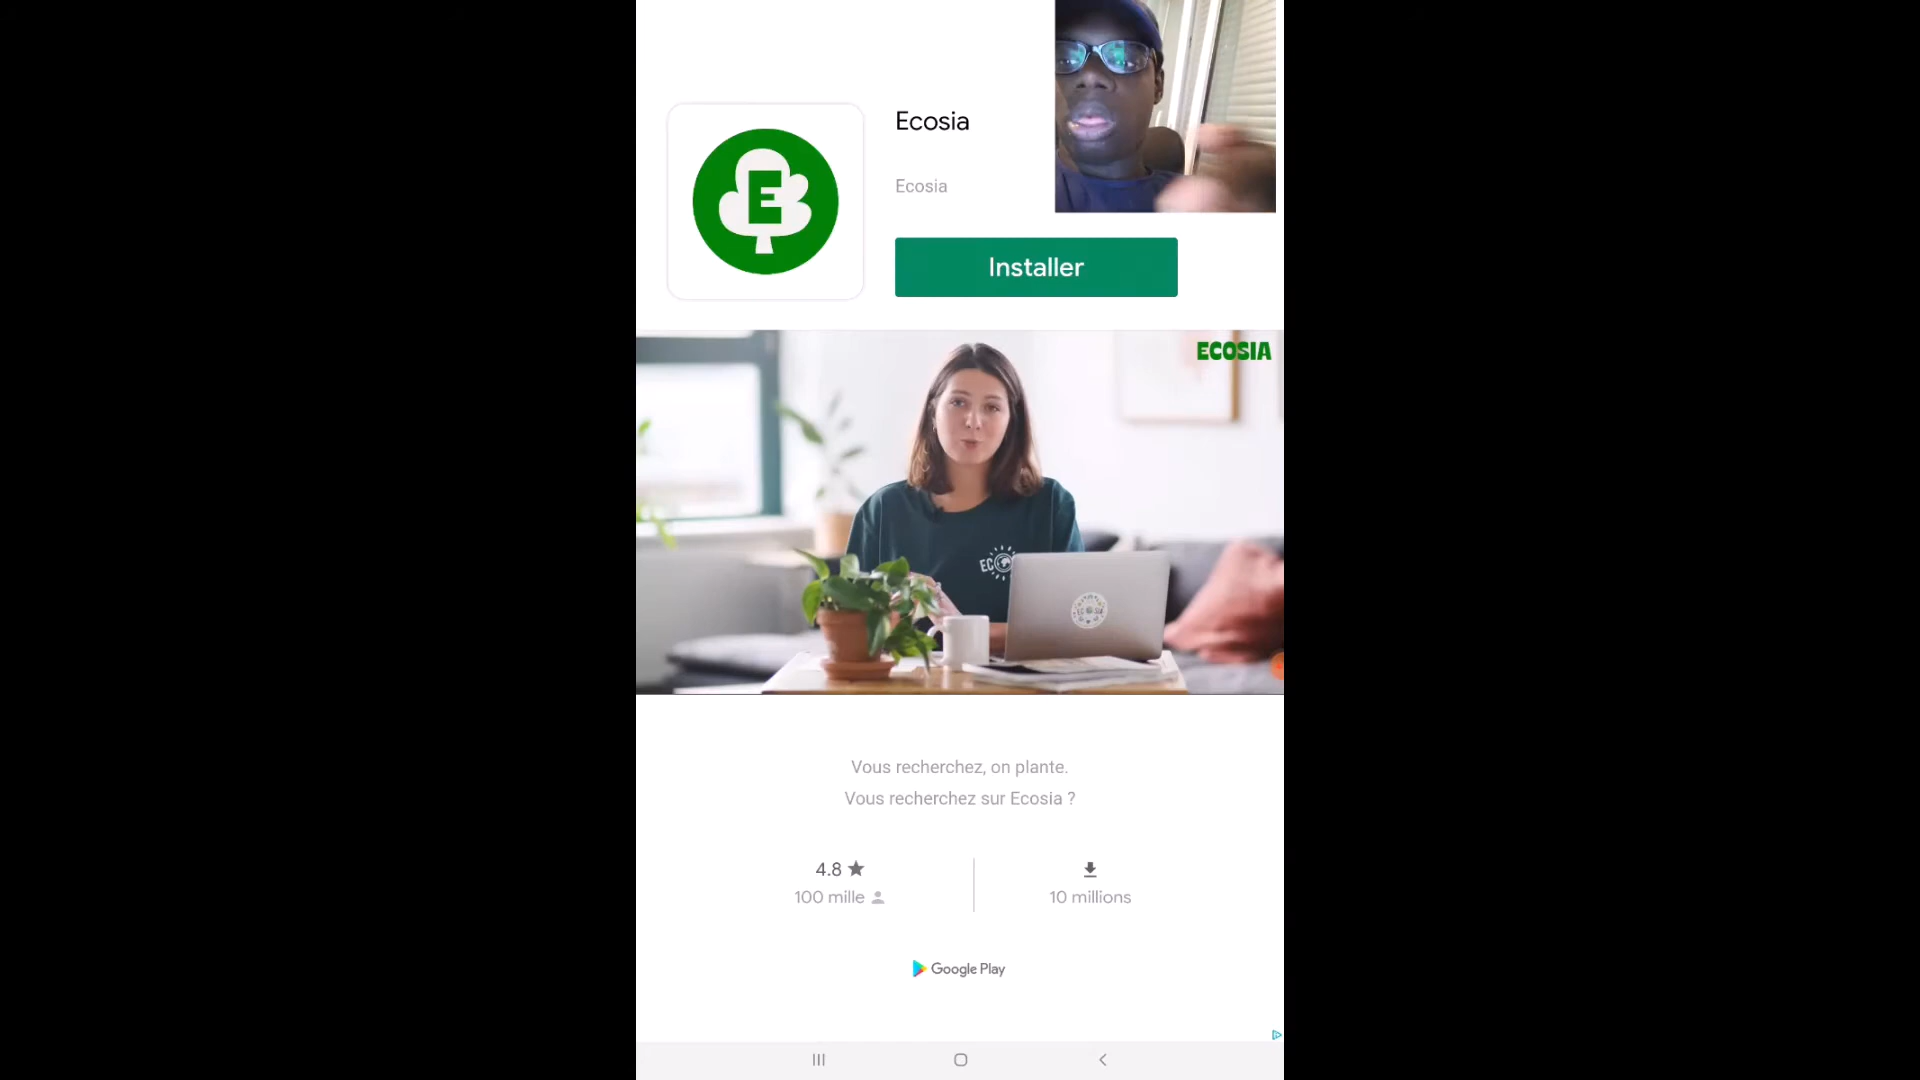 Ecosia
Ecosia
E
Installer
ECOSIA
Vous recherchez, on plante.
Vous recherchez sur Ecosia ?
4.8
100 mille
10 millions
Google Play